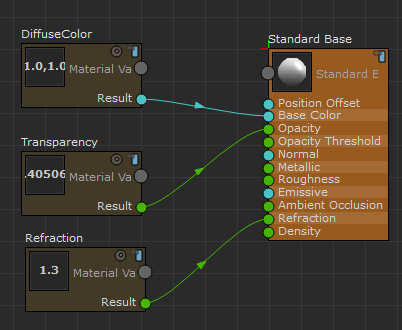 DiffuseColor
1.0,1.0
Material Va
Result
Transparency
.40506
Material Va
Result
Refraction
1.3
Material Va
Result
Standard Base
Standard B
Position Offset
Base Color
Opacity
Opacity Threshold
Normal
Metallic
Roughness
Emissive
Ambient Occlusion
Refraction
Density